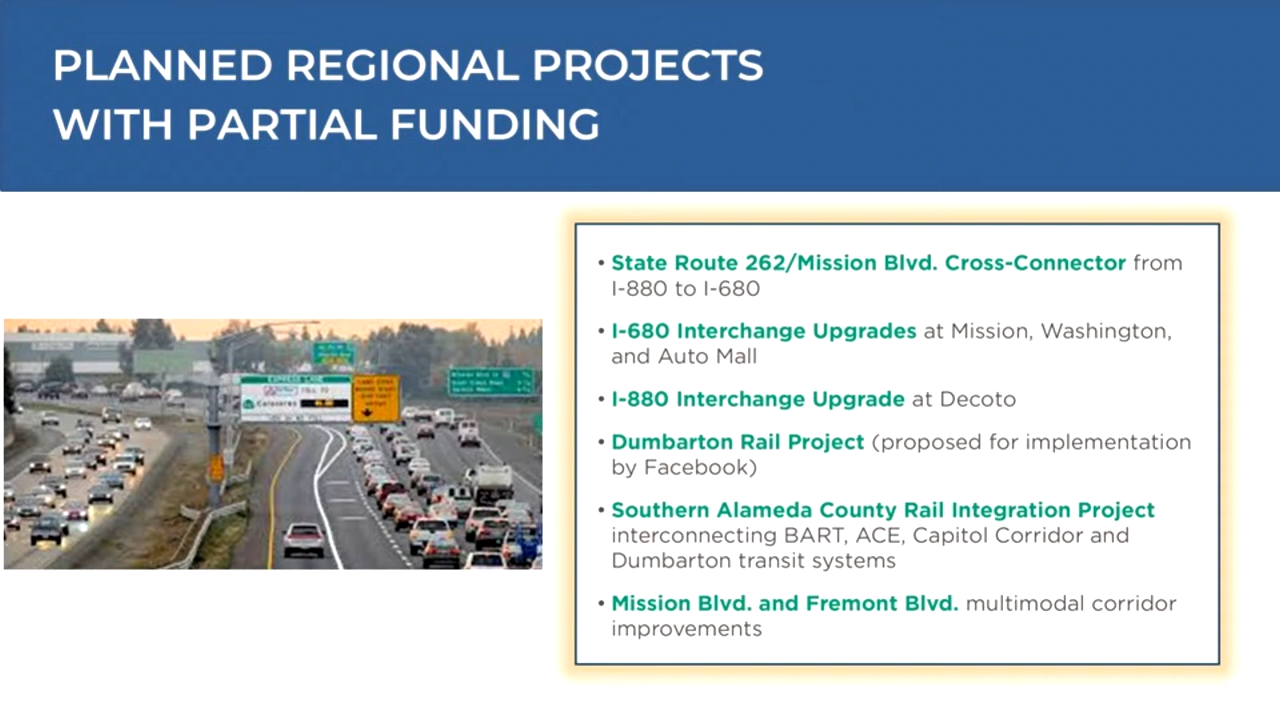 PLANNED REGIONAL PROJECTS
WITH PARTIAL FUNDING
• State Route 262/Mission Blvd. Cross-Connector from
I-880 to I-680
• I-680 Interchange Upgrades at Mission, Washington,
and Auto Mall
• I-880 Interchange Upgrade at Decoto
• Dumbarton Rail Project (proposed for implementation
by Facebook)
• Southern Alameda County Rail Integration Project
interconnecting BART, ACE, Capitol Corridor and
Dumbarton transit systems
• Mission Blvd. and Fremont Blvd. multimodal corridor
improvements
EXPRESS LANE
Calaveras